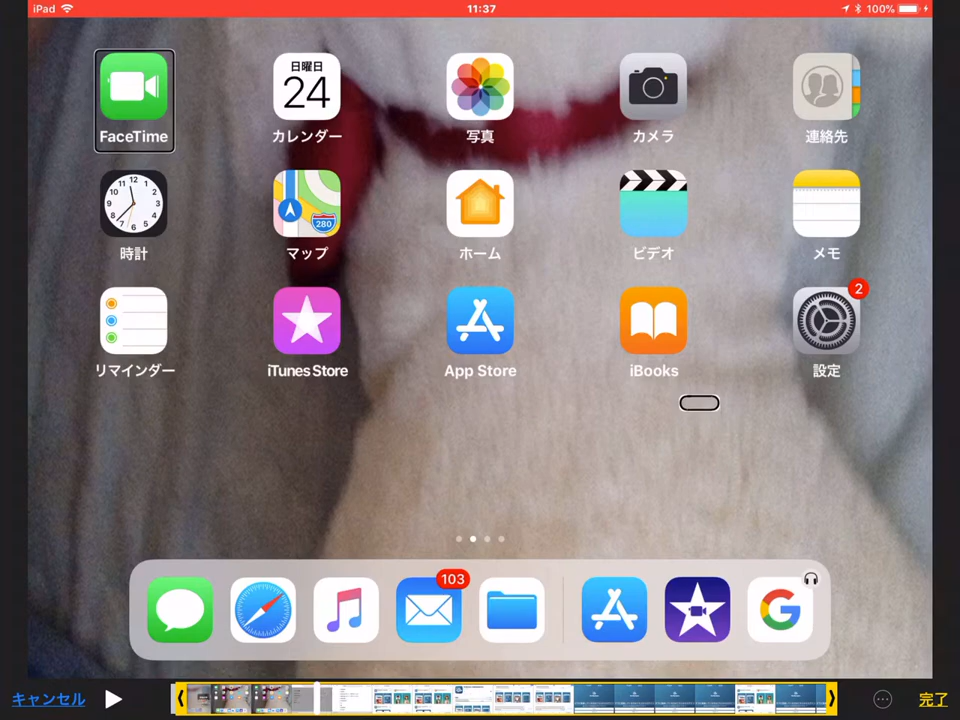 iPad 11:37 100%
FaceTime
日曜日
24
カレンダー
写真
カメラ
連絡先
時計
280
マップ
ホーム
ビデオ
メモ
リマインダー
iTunes Store
App Store
iBooks
2
設定
103
G
キャンセル 完了